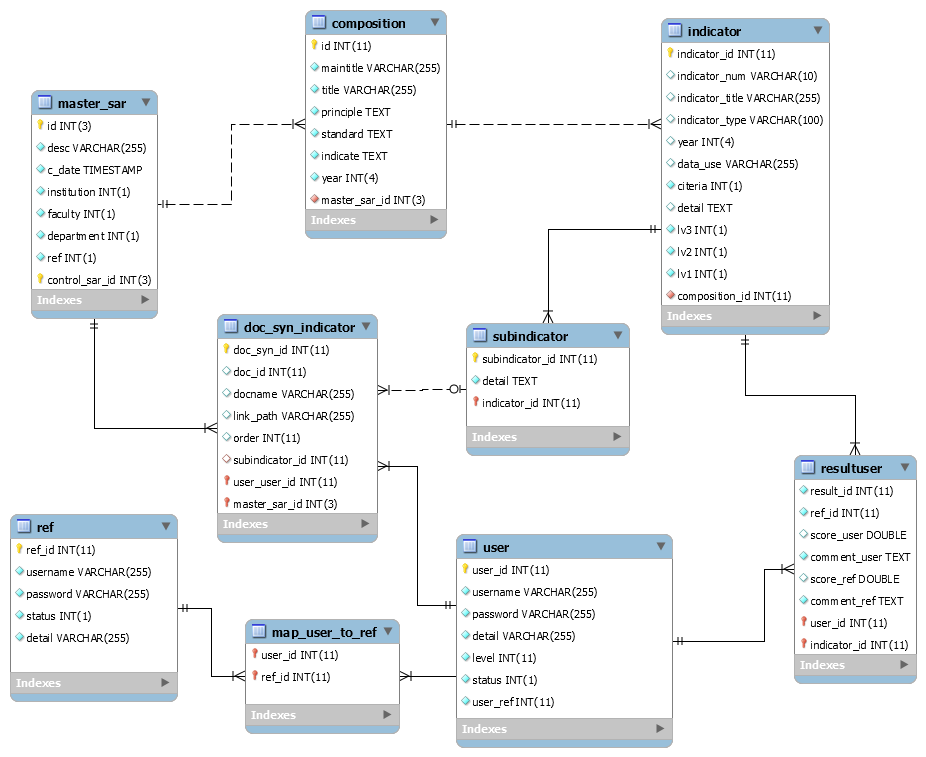 composition
id INT(11)
maintitle VARCHAR(255)
title VARCHAR(255)
principle TEXT
standard TEXT
indicate TEXT
year INT(4)
master_sar_id INT(3)
Indexes
indicator
indicator_id INT(11)
indicator_num VARCHAR(10)
indicator_title VARCHAR(255)
indicator_type VARCHAR(100)
year INT(4)
data_use VARCHAR(255)
citeria INT(1)
detail TEXT
lv3 INT(1)
lv2 INT(1)
lv1 INT(1)
composition_id INT(11)
Indexes
master_sar
id INT(3)
desc VARCHAR(255)
c_date TIMESTAMP
institution INT(1)
faculty INT(1)
department INT(1)
ref INT(1)
control_sar_id INT(3)
Indexes
doc_syn_indicator
doc_syn_id INT(11)
doc_id INT(11)
docname VARCHAR(255)
link_path VARCHAR(255)
order INT(11)
subindicator_id INT(11)
user_user_id INT(11)
master_sar_id INT(3)
Indexes
subindicator
subindicator_id INT(11)
detail TEXT
indicator_id INT(11)
Indexes
resultuser
result_id INT(11)
ref_id INT(11)
score_user DOUBLE
comment_user TEXT
score_ref DOUBLE
comment_ref TEXT
user_id INT(11)
indicator_id INT(11)
Indexes
ref
ref_id INT(11)
username VARCHAR(255)
password VARCHAR(255)
status INT(1)
detail VARCHAR(255)
Indexes
map_user_to_ref
user_id INT(11)
ref_id INT(11)
Indexes
user
user_id INT(11)
username VARCHAR(255)
password VARCHAR(255)
detail VARCHAR(255)
level INT(11)
status INT(1)
user_ref INT(11)
Indexes